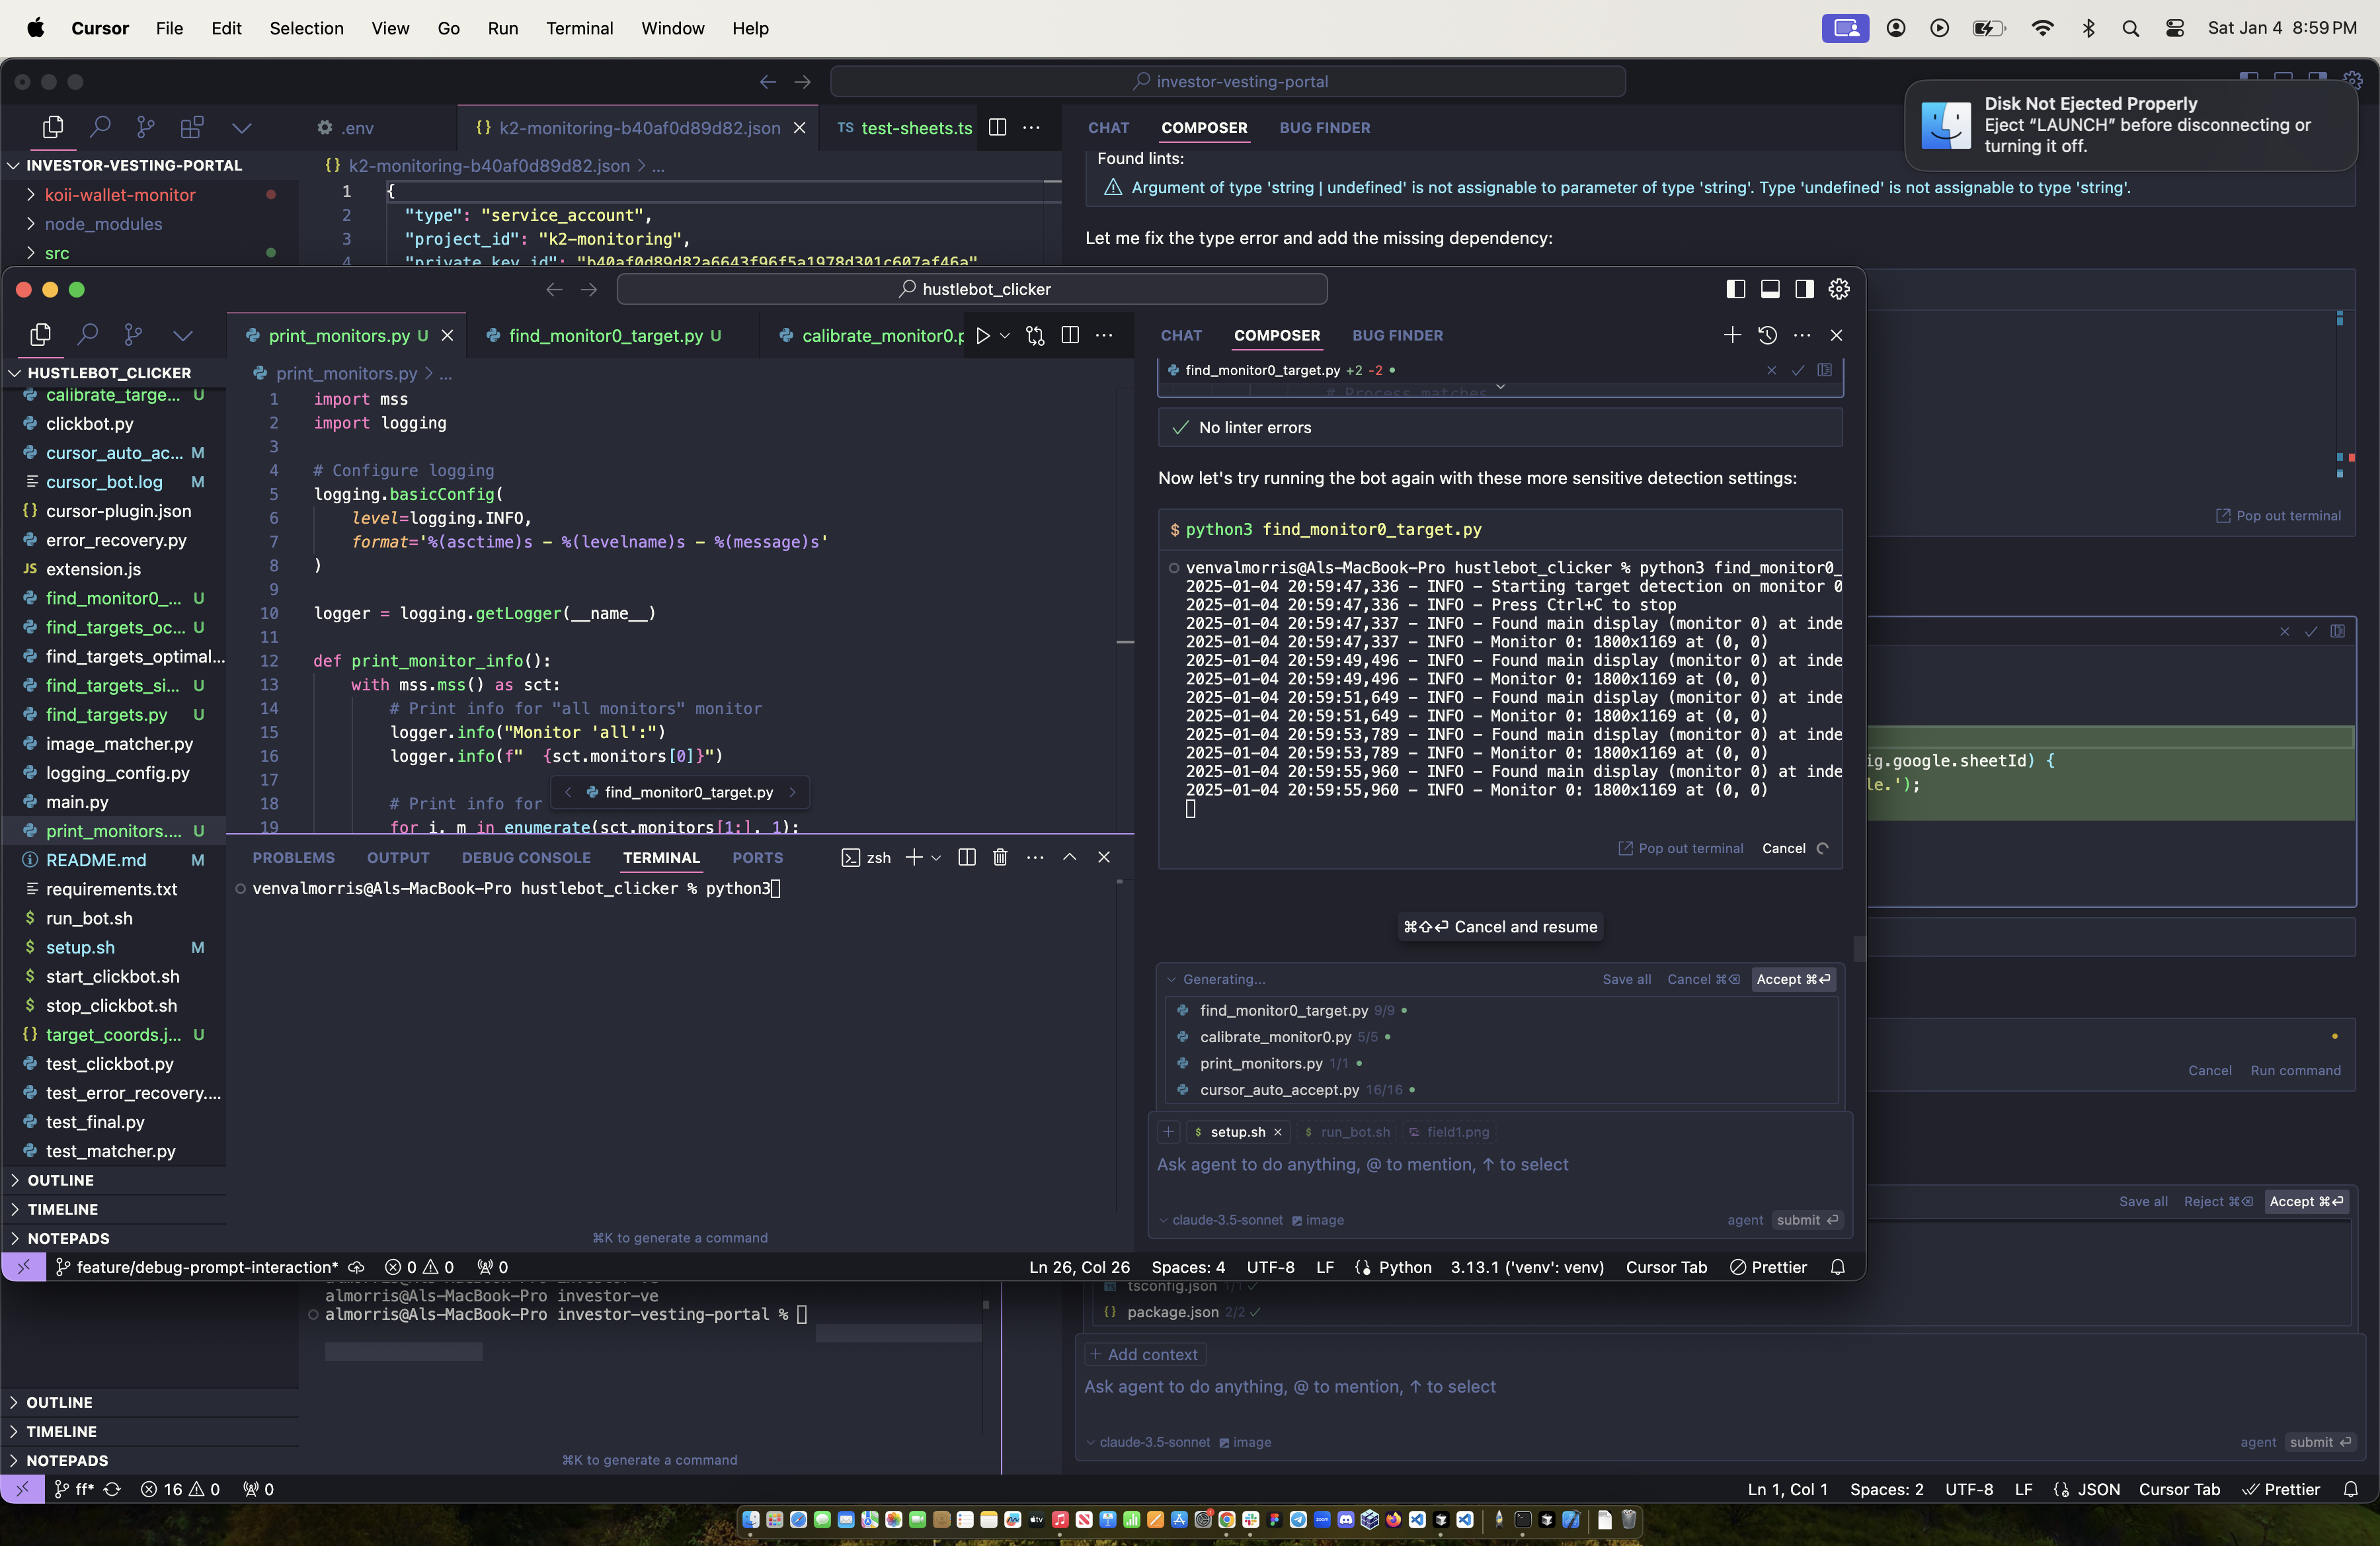 Cursor File Edit Selection View Go Run Terminal Window Help
Sat Jan 4 8:59 PM
investor-vesting-portal
Disk Not Ejected Properly
Eject “LAUNCH” before disconnecting or
turning it off.
.env
{} k2-monitoring-b40af0d89d82.json
TS test-sheets.ts
CHAT COMPOSER BUG FINDER
INVESTOR-VESTING-PORTAL
koii-wallet-monitor
node_modules
src
{} k2-monitoring-b40af0d89d82.json > ...
1 {
2 "type": "service_account",
3 "project_id": "k2-monitoring",
4 "private_key_id": "b40af0d89d82a6643f96f5a1978d301c607af46a"
Found lints:
Argument of type 'string | undefined' is not assignable to parameter of type 'string'. Type 'undefined' is not assignable to type 'string'.
Let me fix the type error and add the missing dependency:
hustlebot_clicker
print_monitors.py U
find_monitor0_target.py U
calibrate_monitor0.p
CHAT COMPOSER BUG FINDER
HUSTLEBOT_CLICKER
calibrate_targe... U
clickbot.py
cursor_auto_ac... M
cursor_bot.log M
{} cursor-plugin.json
error_recovery.py
JS extension.js
find_monitor0_... U
find_targets_oc... U
find_targets_optimal...
find_targets_si... U
find_targets.py U
image_matcher.py
logging_config.py
main.py
print_monitors.... U
README.md M
requirements.txt
$ run_bot.sh
$ setup.sh M
$ start_clickbot.sh
$ stop_clickbot.sh
{} target_coords.j... U
test_clickbot.py
test_error_recovery....
test_final.py
test_matcher.py
OUTLINE
TIMELINE
NOTEPADS
print_monitors.py > ...
1 import mss
2 import logging
3
4 # Configure logging
5 logging.basicConfig(
6 level=logging.INFO,
7 format='%(asctime)s - %(levelname)s - %(message)s'
8 )
9
10 logger = logging.getLogger(__name__)
11
12 def print_monitor_info():
13 with mss.mss() as sct:
14 # Print info for "all monitors" monitor
15 logger.info("Monitor 'all':")
16 logger.info(f" {sct.monitors[0]}")
17
18 # Print info for
19 for i, m in enumerate(sct.monitors[1:], 1):
find_monitor0_target.py
PROBLEMS OUTPUT DEBUG CONSOLE TERMINAL PORTS
zsh
venvalmorris@Als-MacBook-Pro hustlebot_clicker % python3
⌘K to generate a command
find_monitor0_target.py +2 -2
# Process matches
No linter errors
Now let's try running the bot again with these more sensitive detection settings:
$ python3 find_monitor0_target.py
venvalmorris@Als-MacBook-Pro hustlebot_clicker % python3 find_monitor0_
2025-01-04 20:59:47,336 - INFO - Starting target detection on monitor 0
2025-01-04 20:59:47,336 - INFO - Press Ctrl+C to stop
2025-01-04 20:59:47,337 - INFO - Found main display (monitor 0) at inde
2025-01-04 20:59:47,337 - INFO - Monitor 0: 1800x1169 at (0, 0)
2025-01-04 20:59:49,496 - INFO - Found main display (monitor 0) at inde
2025-01-04 20:59:49,496 - INFO - Monitor 0: 1800x1169 at (0, 0)
2025-01-04 20:59:51,649 - INFO - Found main display (monitor 0) at inde
2025-01-04 20:59:51,649 - INFO - Monitor 0: 1800x1169 at (0, 0)
2025-01-04 20:59:53,789 - INFO - Found main display (monitor 0) at inde
2025-01-04 20:59:53,789 - INFO - Monitor 0: 1800x1169 at (0, 0)
2025-01-04 20:59:55,960 - INFO - Found main display (monitor 0) at inde
2025-01-04 20:59:55,960 - INFO - Monitor 0: 1800x1169 at (0, 0)
Pop out terminal Cancel
⌘⇧⏎ Cancel and resume
Generating... Save all Cancel ⌘⌫ Accept ⌘⏎
find_monitor0_target.py 9/9
calibrate_monitor0.py 5/5
print_monitors.py 1/1
cursor_auto_accept.py 16/16
+ $ setup.sh × $ run_bot.sh field1.png
Ask agent to do anything, @ to mention, ↑ to select
claude-3.5-sonnet image agent submit ⏎
feature/debug-prompt-interaction* 0 0 0
Ln 26, Col 26 Spaces: 4 UTF-8 LF Python 3.13.1 ('venv': venv) Cursor Tab Prettier
Pop out terminal
ig.google.sheetId) {
le.');
Cancel Run command
Save all Reject ⌘⌫ Accept ⌘⏎
almorris@Als-MacBook-Pro investor-ve
almorris@Als-MacBook-Pro investor-vesting-portal %
tsconfig.json 1/1
{} package.json 2/2
+ Add context
Ask agent to do anything, @ to mention, ↑ to select
claude-3.5-sonnet image agent submit ⏎
OUTLINE
TIMELINE
NOTEPADS
⌘K to generate a command
ff* 16 0 0
Ln 1, Col 1 Spaces: 2 UTF-8 LF JSON Cursor Tab Prettier
tv
zoom